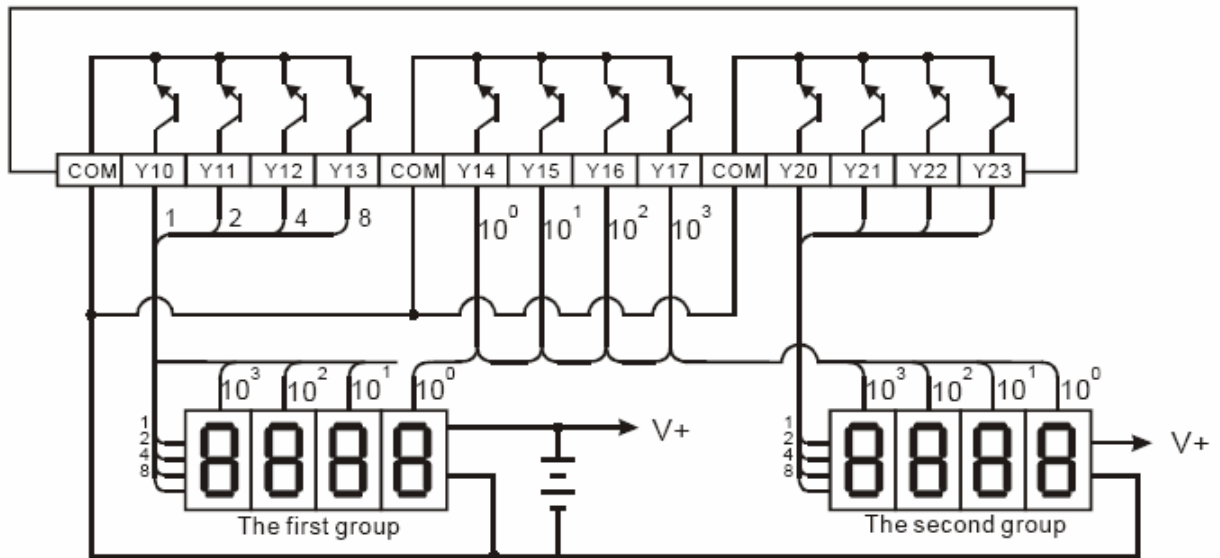 COM Y10 Y11 Y12 Y13 COM Y14 Y15 Y16 Y17 COM Y20 Y21 Y22 Y23
1 2 4 8 10⁰ 10¹ 10² 10³
10³ 10² 10¹ 10⁰ 10³ 10² 10¹ 10⁰
1
2
4
8
V+
The first group
1
2
4
8
V+
The second group